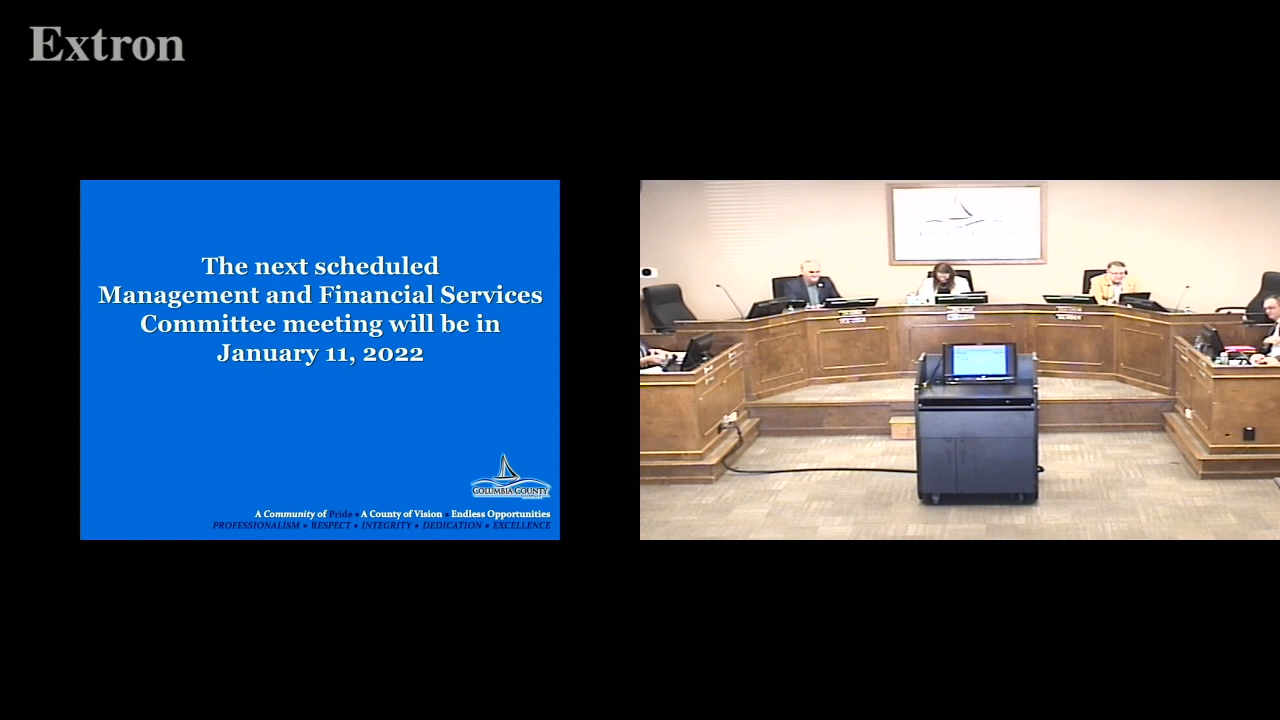 Extron
The next scheduled
Management and Financial Services
Committee meeting will be in
January 11, 2022
COLUMBIA COUNTY
A Community of Pride • A County of Vision • Endless Opportunities
PROFESSIONALISM • RESPECT • INTEGRITY • DEDICATION • EXCELLENCE